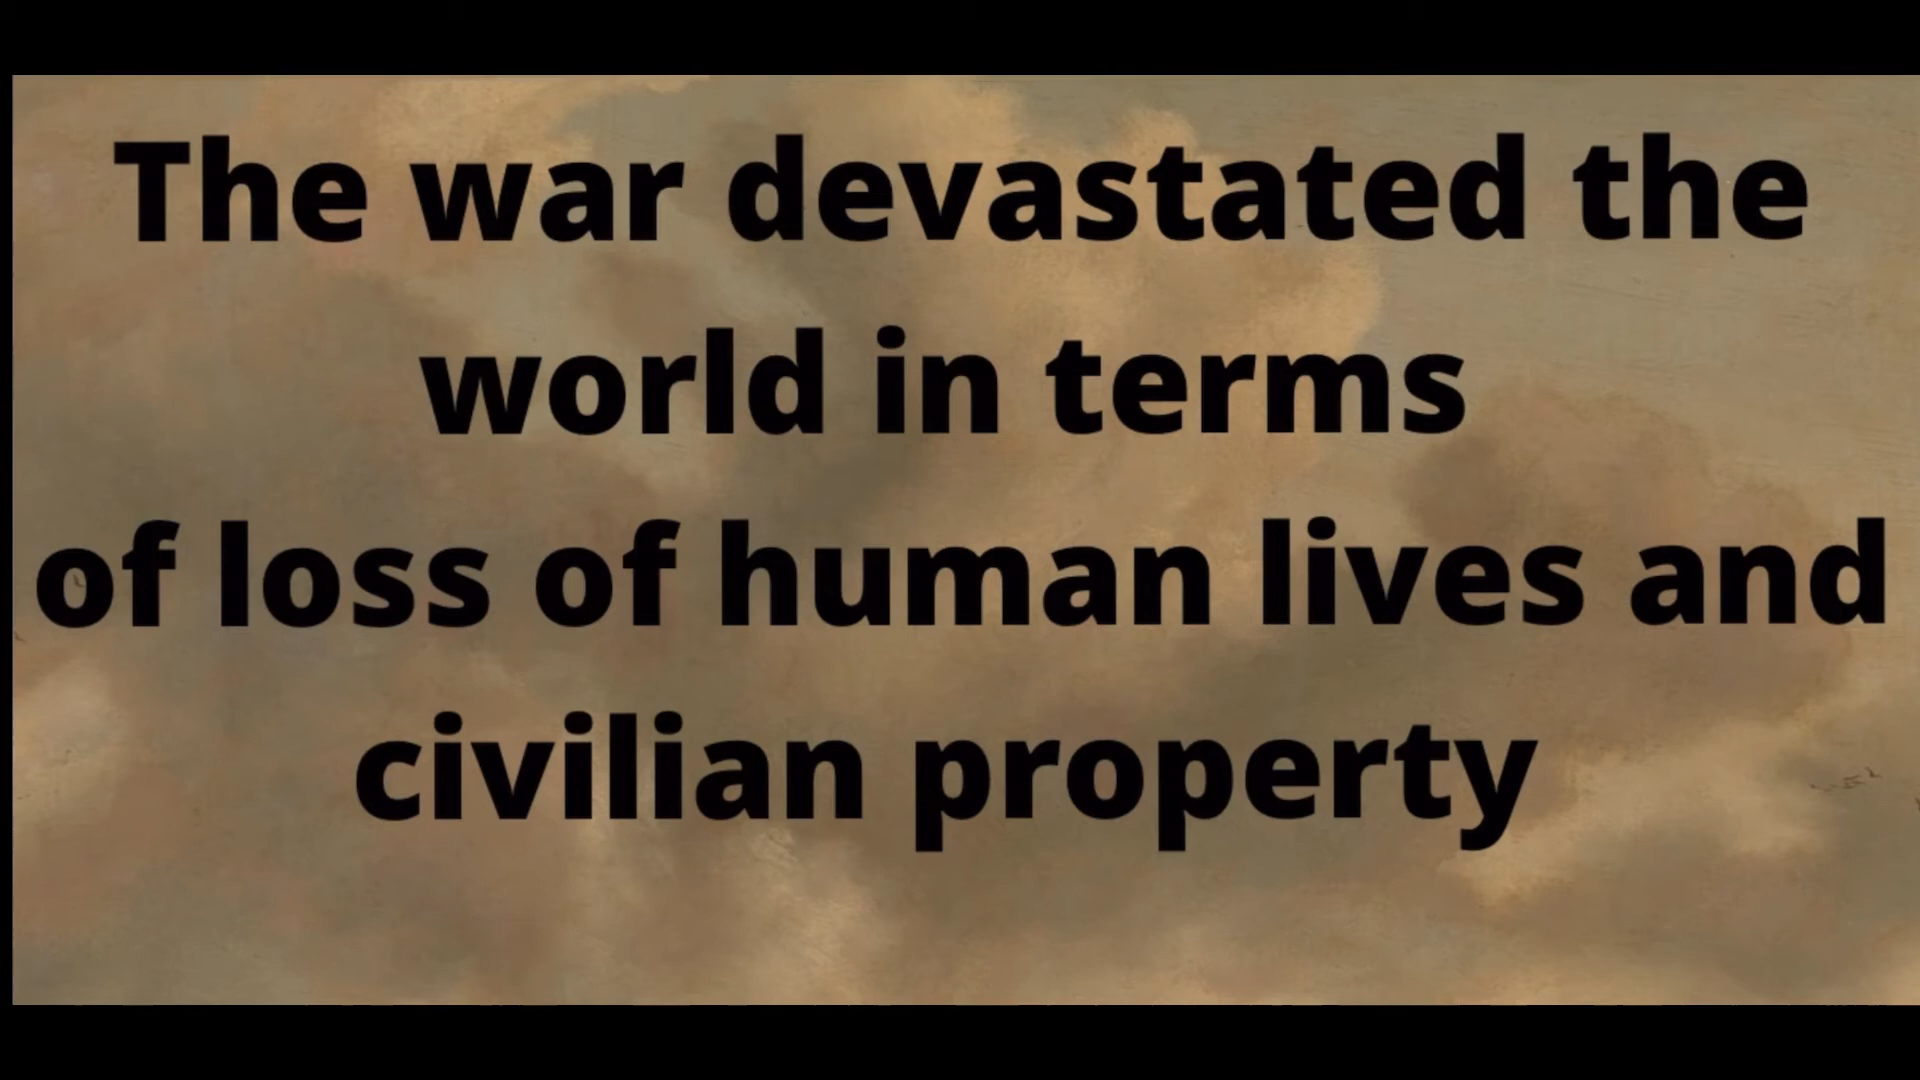 The war devastated the
world in terms
of loss of human lives and
civilian property